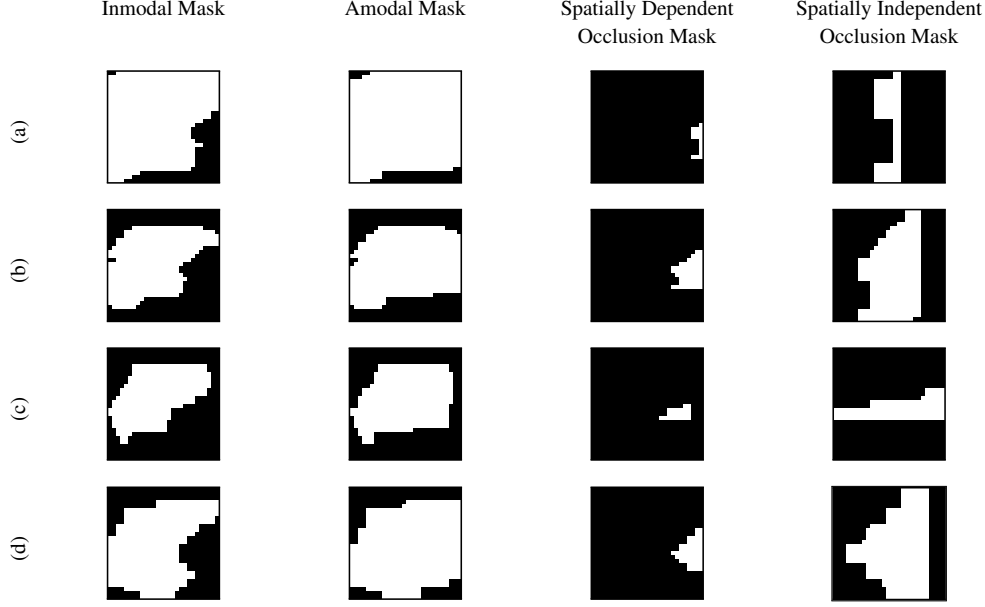 Inmodal Mask
Amodal Mask
Spatially Dependent
Occlusion Mask
Spatially Independent
Occlusion Mask
(a)
(b)
(c)
(d)